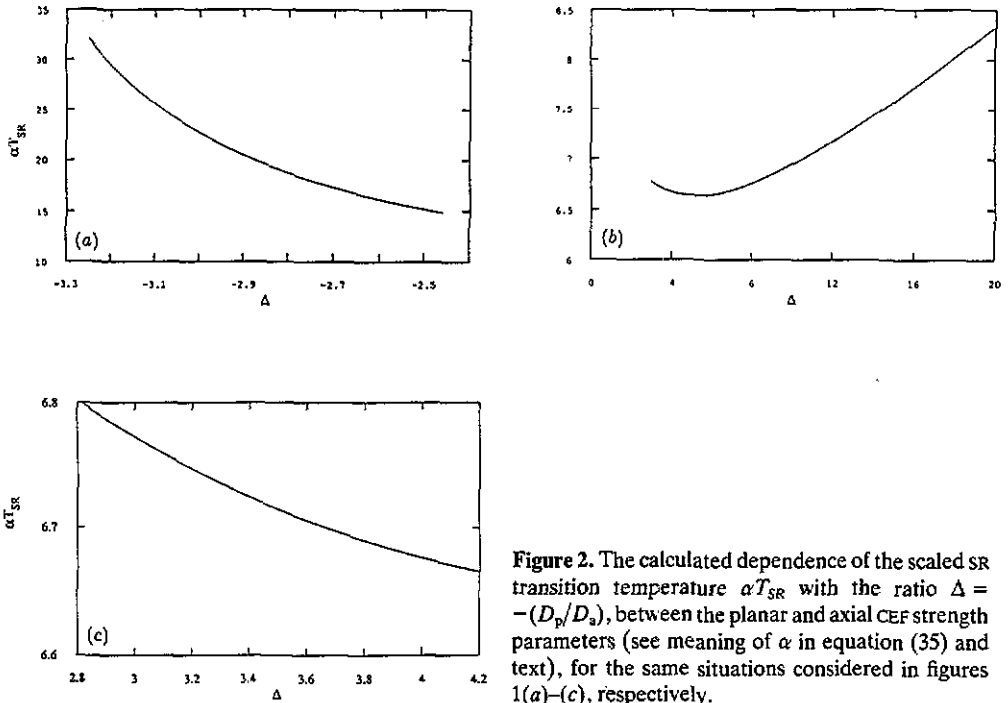 35
30
25
20
15
10
αT_SR
(a)
-3.3 -3.1 -2.9 -2.7 -2.5
Δ
8.5
8
7.5
7
6.5
6
(b)
0 4 8 12 16 20
Δ
6.8
6.7
6.6
αT_SR
(c)
2.8 3 3.2 3.4 3.6 3.8 4 4.2
Δ
Figure 2. The calculated dependence of the scaled SR
transition temperature αT_SR with the ratio Δ =
−(D_p/D_a), between the planar and axial CEF strength
parameters (see meaning of α in equation (35) and
text), for the same situations considered in figures
1(a)–(c), respectively.